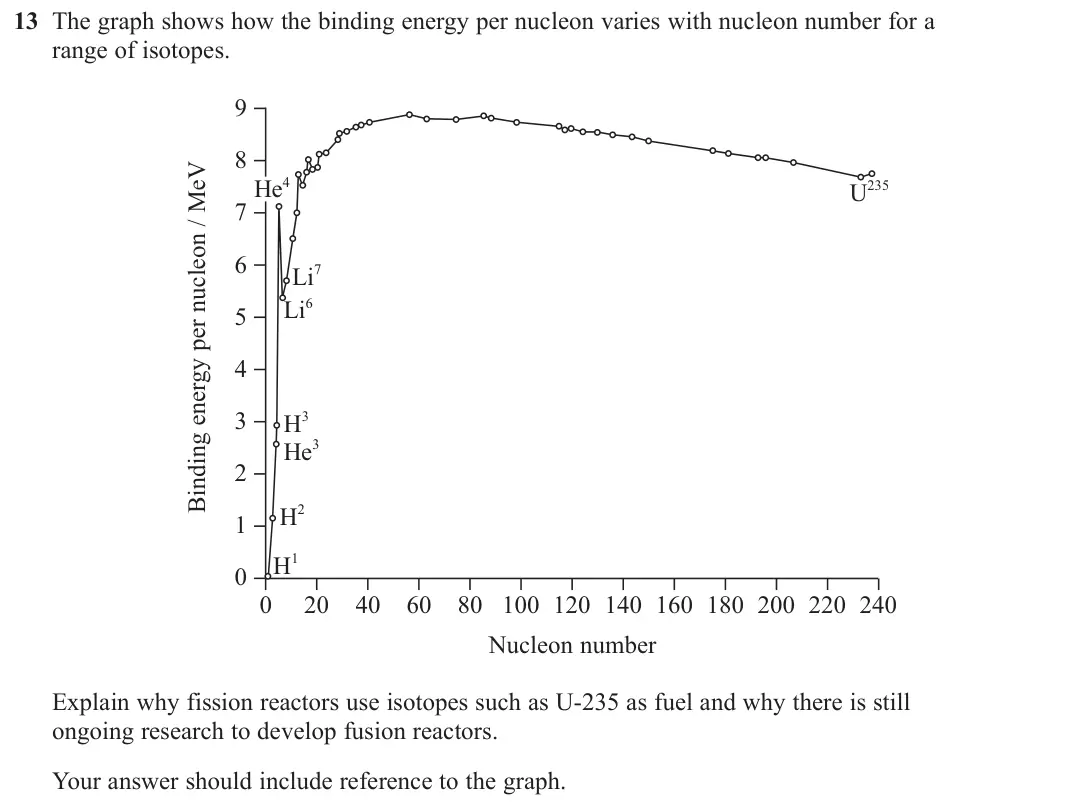 13 The graph shows how the binding energy per nucleon varies with nucleon number for a
range of isotopes.
9
8
7
6
5
4
3
2
1
0
Binding energy per nucleon / MeV
He⁴
Li⁷
Li⁶
H³
He³
H²
H¹
U²³⁵
0 20 40 60 80 100 120 140 160 180 200 220 240
Nucleon number
Explain why fission reactors use isotopes such as U-235 as fuel and why there is still
ongoing research to develop fusion reactors.
Your answer should include reference to the graph.